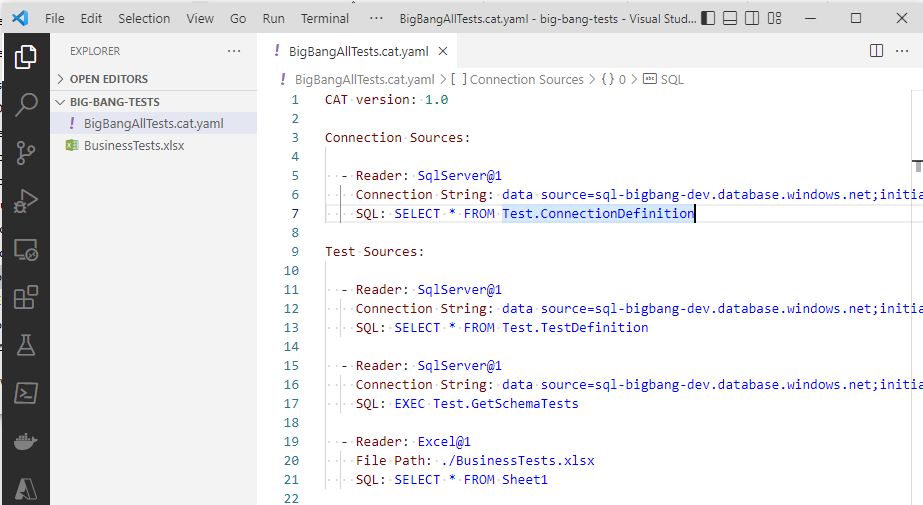 File Edit Selection View Go Run Terminal ··· BigBangAllTests.cat.yaml - big-bang-tests - Visual Stud...
EXPLORER ···
OPEN EDITORS
BIG-BANG-TESTS
! BigBangAllTests.cat.yaml
BusinessTests.xlsx
! BigBangAllTests.cat.yaml
! BigBangAllTests.cat.yaml > [ ] Connection Sources > {} 0 > abc SQL
1 CAT version: 1.0
2
3 Connection Sources:
4
5 - Reader: SqlServer@1
6 Connection String: data source=sql-bigbang-dev.database.windows.net;initia
7 SQL: SELECT * FROM Test.ConnectionDefinition
8
9 Test Sources:
10
11 - Reader: SqlServer@1
12 Connection String: data source=sql-bigbang-dev.database.windows.net;initia
13 SQL: SELECT * FROM Test.TestDefinition
14
15 - Reader: SqlServer@1
16 Connection String: data source=sql-bigbang-dev.database.windows.net;initia
17 SQL: EXEC Test.GetSchemaTests
18
19 - Reader: Excel@1
20 File Path: ./BusinessTests.xlsx
21 SQL: SELECT * FROM Sheet1
22